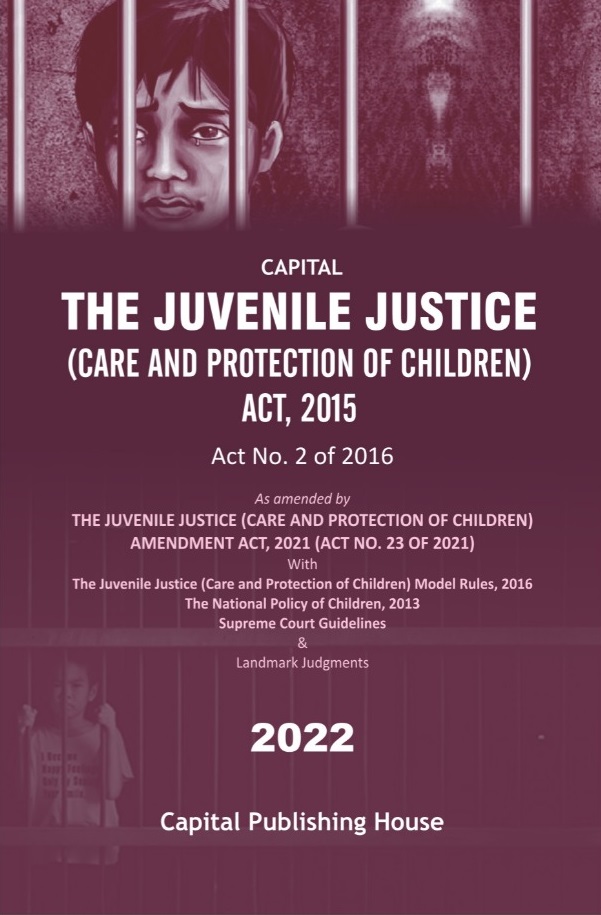 CAPITAL
THE JUVENILE JUSTICE
(CARE AND PROTECTION OF CHILDREN)
ACT, 2015
Act No. 2 of 2016
As amended by
THE JUVENILE JUSTICE (CARE AND PROTECTION OF CHILDREN)
AMENDMENT ACT, 2021 (ACT NO. 23 OF 2021)
With
The Juvenile Justice (Care and Protection of Children) Model Rules, 2016
The National Policy of Children, 2013
Supreme Court Guidelines
&
Landmark Judgments
2022
Capital Publishing House